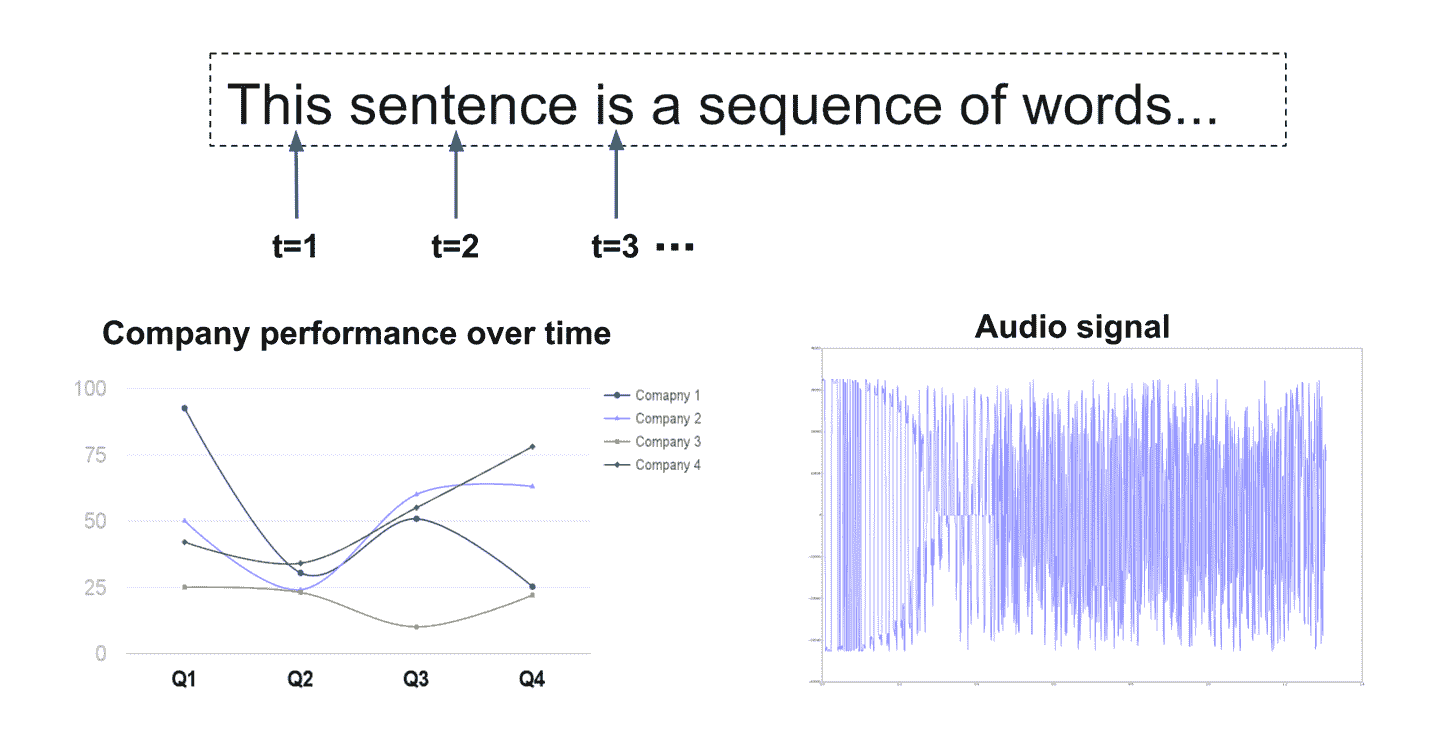 This sentence is a sequence of words...
t=1 t=2 t=3 ...
Company performance over time
100
75
50
25
0
Q1 Q2 Q3 Q4
Comapny 1
Company 2
Company 3
Company 4
Audio signal